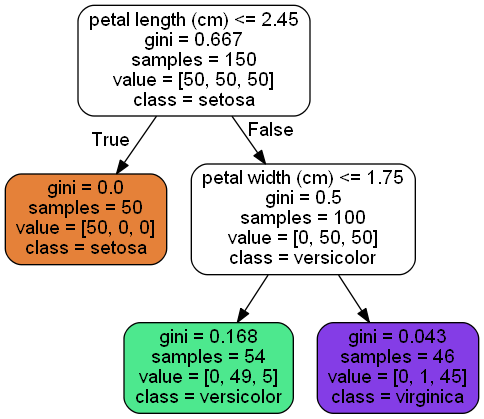 petal length (cm) <= 2.45
gini = 0.667
samples = 150
value = [50, 50, 50]
class = setosa
True
False
gini = 0.0
samples = 50
value = [50, 0, 0]
class = setosa
petal width (cm) <= 1.75
gini = 0.5
samples = 100
value = [0, 50, 50]
class = versicolor
gini = 0.168
samples = 54
value = [0, 49, 5]
class = versicolor
gini = 0.043
samples = 46
value = [0, 1, 45]
class = virginica